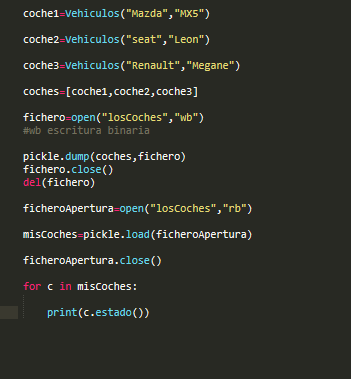 coche1=Vehiculos("Mazda","MX5")
coche2=Vehiculos("seat","Leon")
coche3=Vehiculos("Renault","Megane")
coches=[coche1,coche2,coche3]
fichero=open("losCoches","wb")
#wb escritura binaria
pickle.dump(coches,fichero)
fichero.close()
del(fichero)
ficheroApertura=open("losCoches","rb")
misCoches=pickle.load(ficheroApertura)
ficheroApertura.close()
for c in misCoches:
    print(c.estado())